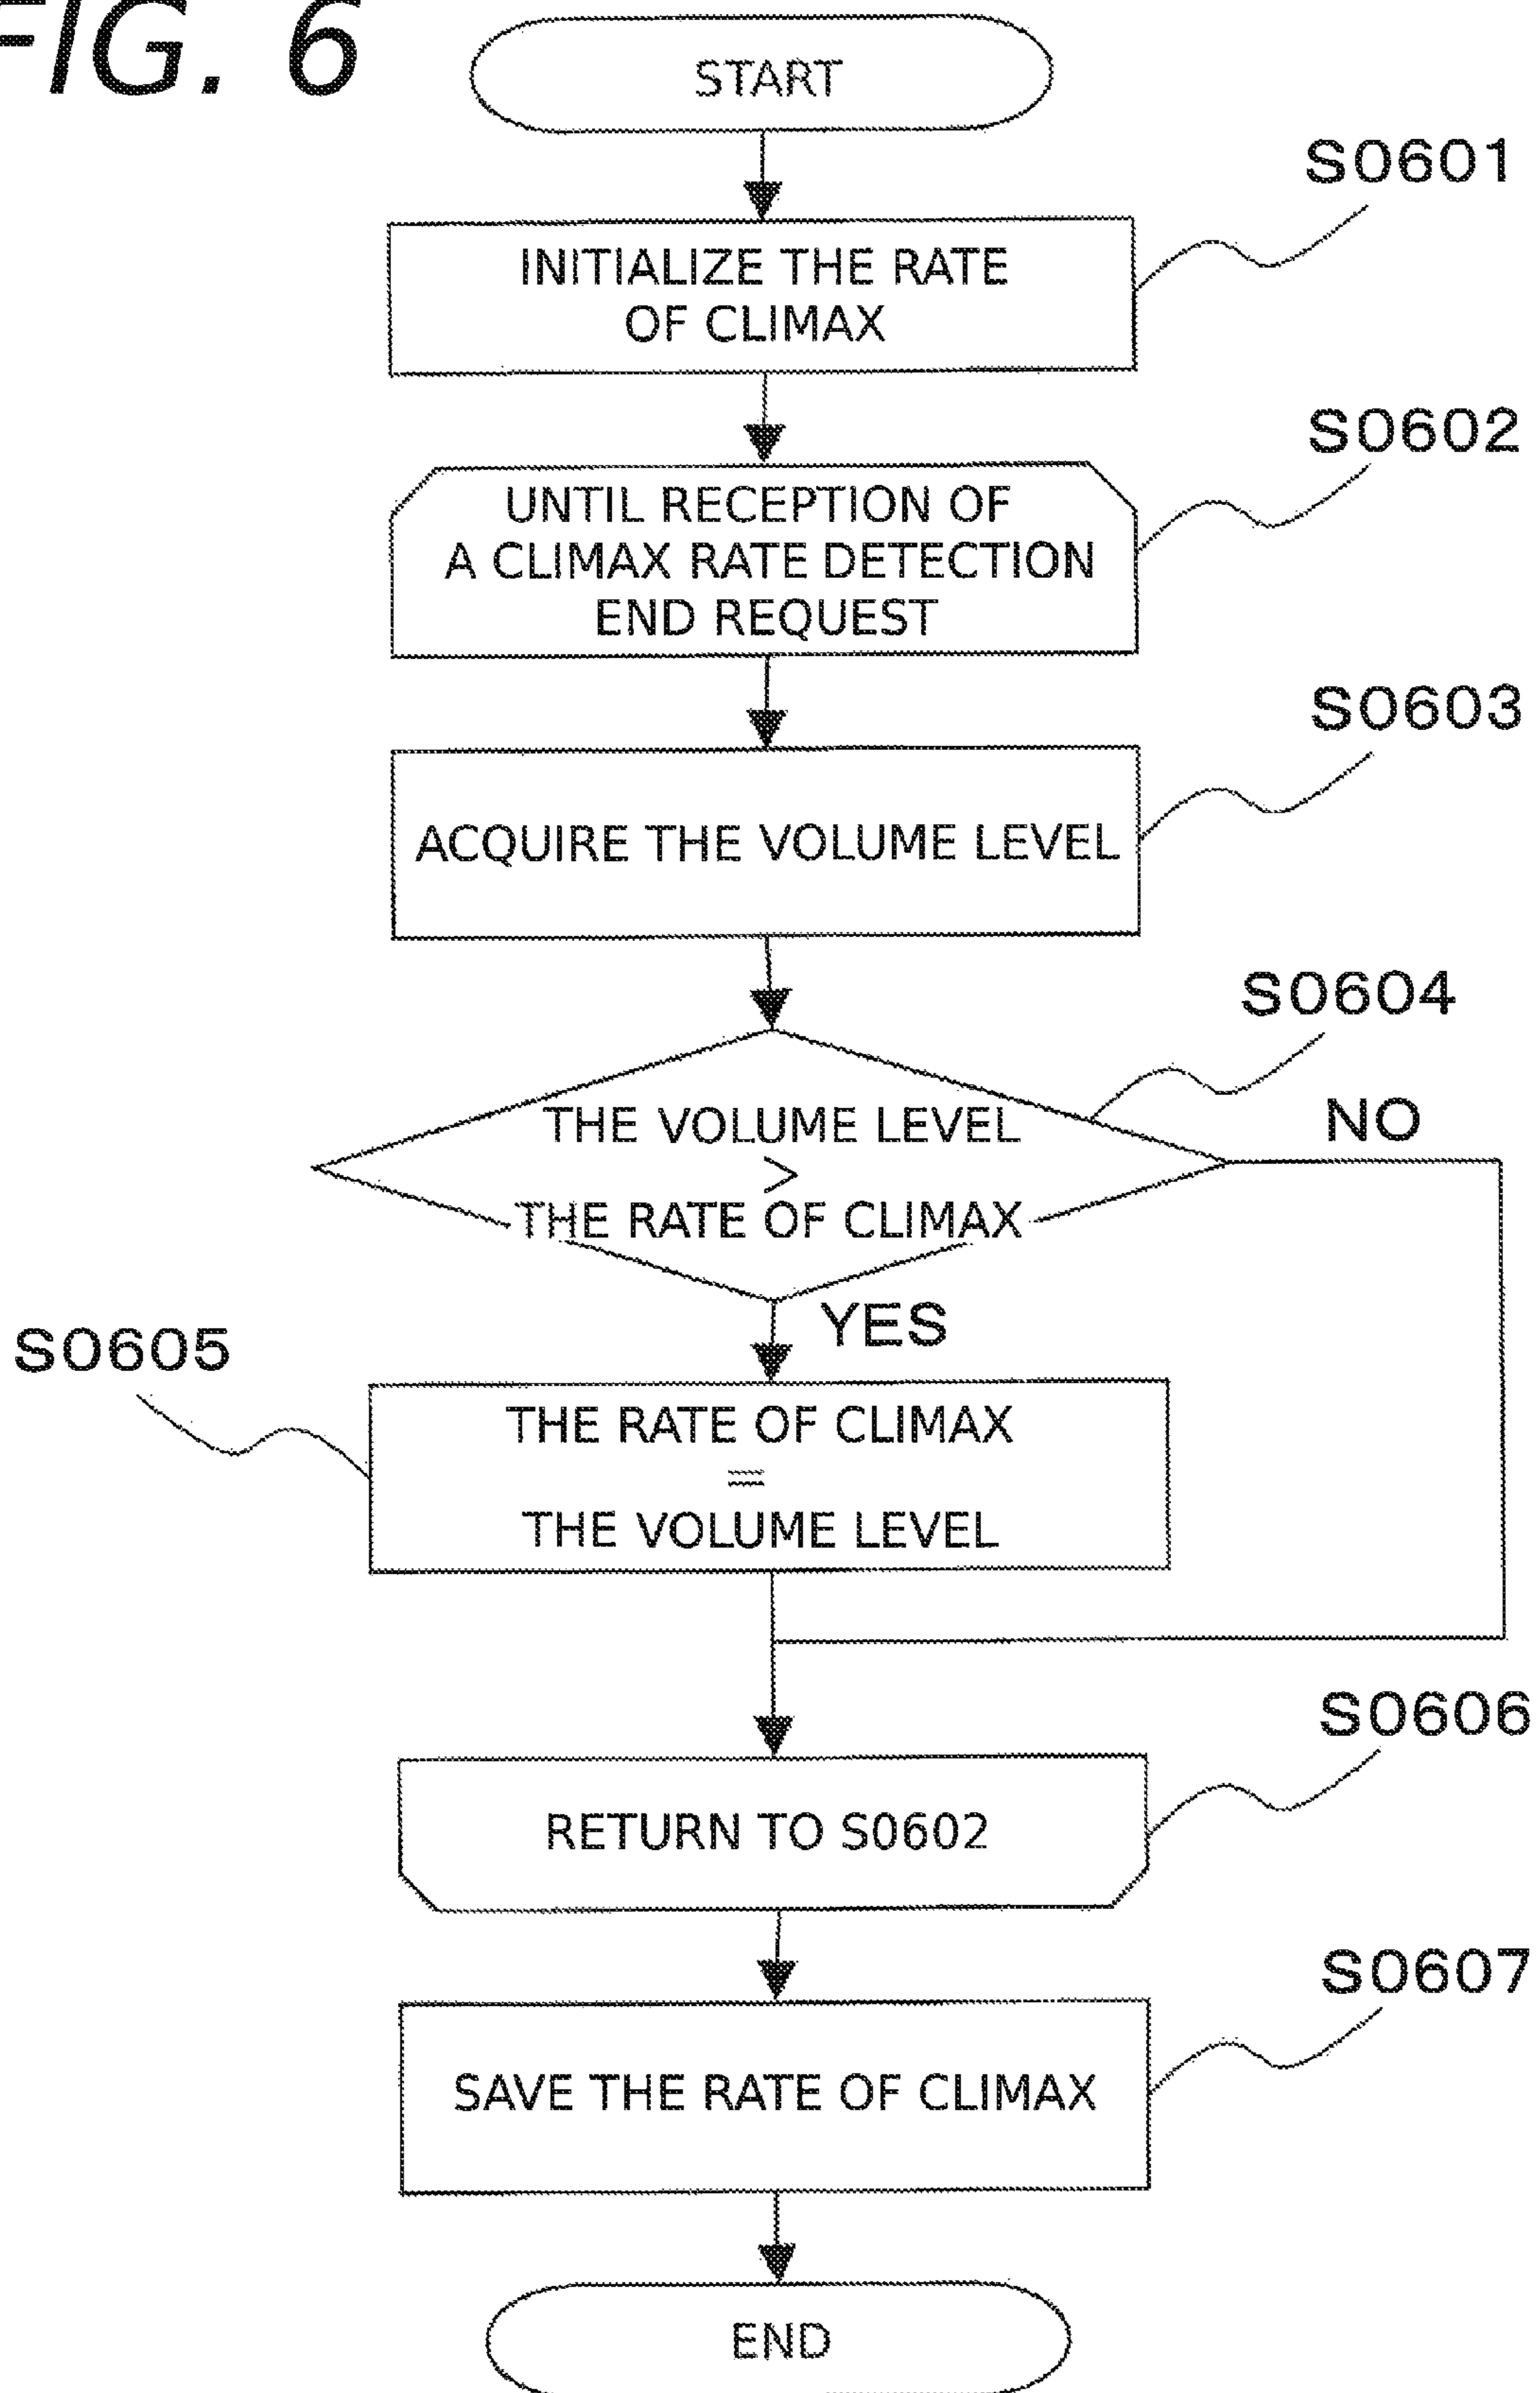 FIG. 6
START
S0601
INITIALIZE THE RATE
OF CLIMAX
S0602
UNTIL RECEPTION OF
A CLIMAX RATE DETECTION
END REQUEST
S0603
ACQUIRE THE VOLUME LEVEL
S0604
THE VOLUME LEVEL
>
THE RATE OF CLIMAX
NO
YES
S0605
THE RATE OF CLIMAX
=
THE VOLUME LEVEL
S0606
RETURN TO S0602
S0607
SAVE THE RATE OF CLIMAX
END